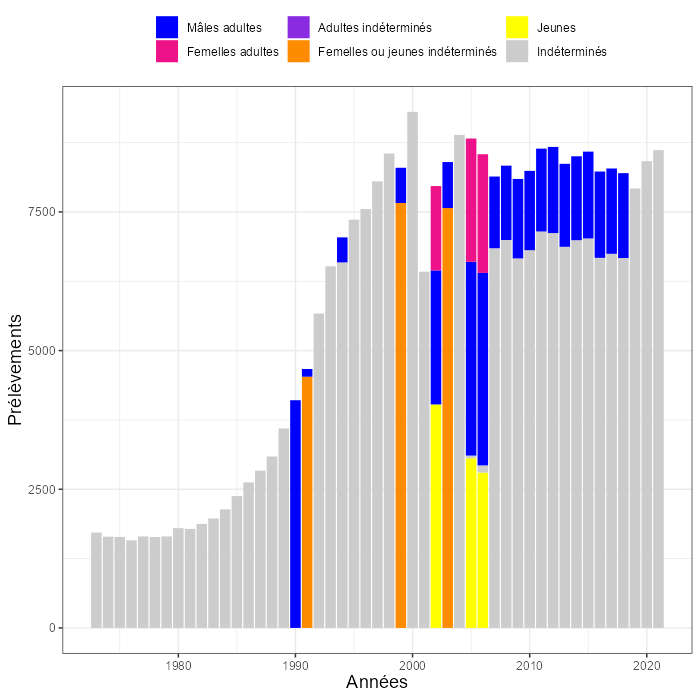 Mâles adultes
Adultes indéterminés
Jeunes
Femelles adultes
Femelles ou jeunes indéterminés
Indéterminés
7500
5000
2500
0
Prélèvements
1980
1990
2000
2010
2020
Années